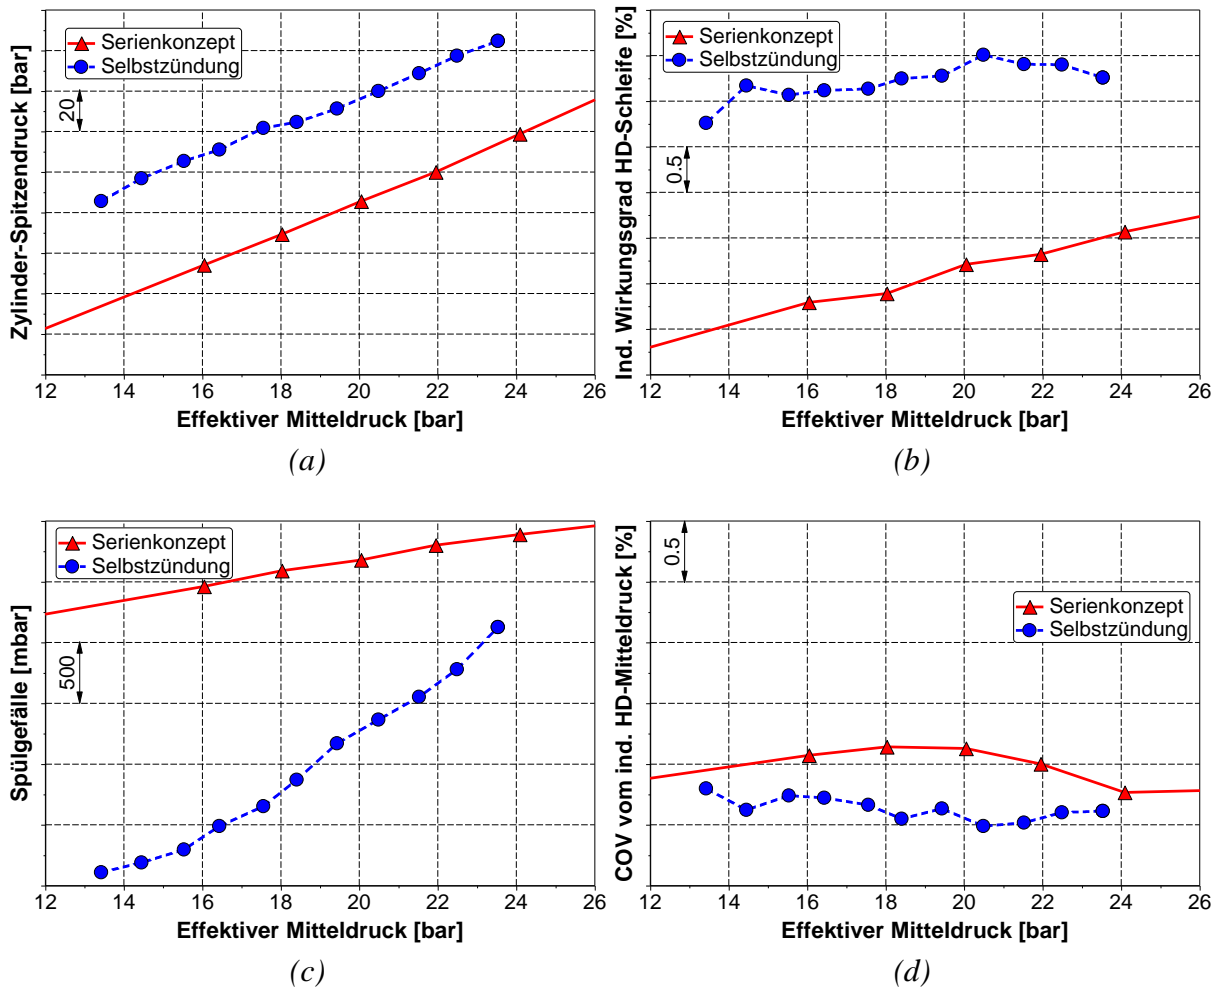 Zylinder-Spitzendruck [bar]
Serienkonzept
Selbstzündung
20
12 14 16 18 20 22 24 26
Effektiver Mitteldruck [bar]
(a)
Ind. Wirkungsgrad HD-Schleife [%]
Serienkonzept
Selbstzündung
0.5
12 14 16 18 20 22 24 26
Effektiver Mitteldruck [bar]
(b)
Spülgefälle [mbar]
Serienkonzept
Selbstzündung
500
12 14 16 18 20 22 24 26
Effektiver Mitteldruck [bar]
(c)
COV vom ind. HD-Mitteldruck [%]
0.5
Serienkonzept
Selbstzündung
12 14 16 18 20 22 24 26
Effektiver Mitteldruck [bar]
(d)